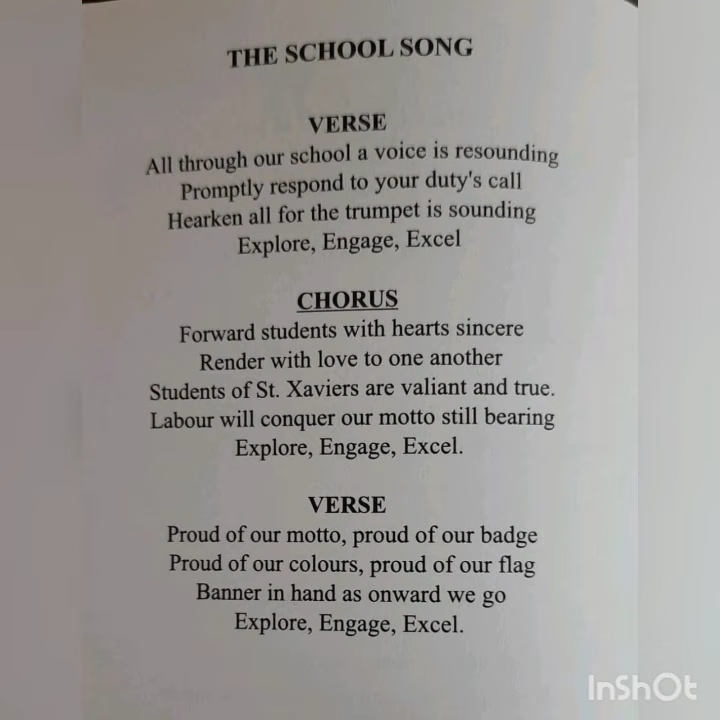 THE SCHOOL SONG
VERSE
All through our school a voice is resounding
Promptly respond to your duty's call
Hearken all for the trumpet is sounding
Explore, Engage, Excel
CHORUS
Forward students with hearts sincere
Render with love to one another
Students of St. Xaviers are valiant and true.
Labour will conquer our motto still bearing
Explore, Engage, Excel.
VERSE
Proud of our motto, proud of our badge
Proud of our colours, proud of our flag
Banner in hand as onward we go
Explore, Engage, Excel.
InShOt